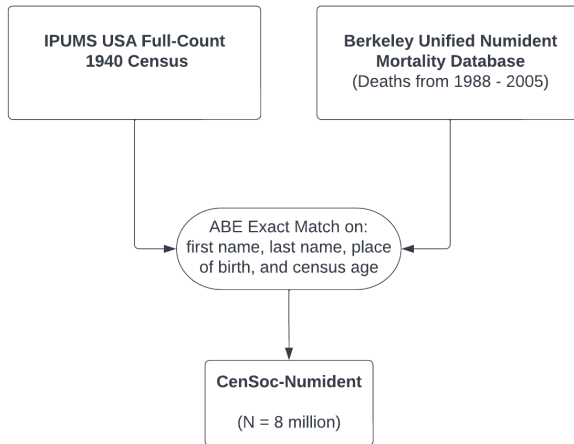 IPUMS USA Full-Count
1940 Census
Berkeley Unified Numident
Mortality Database
(Deaths from 1988 - 2005)
ABE Exact Match on:
first name, last name, place
of birth, and census age
CenSoc-Numident
(N = 8 million)